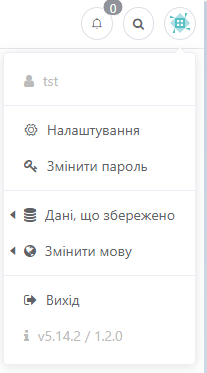 0
tst
Налаштування
Змінити пароль
Дані, що збережено
Змінити мову
Вихід
v5.14.2 / 1.2.0